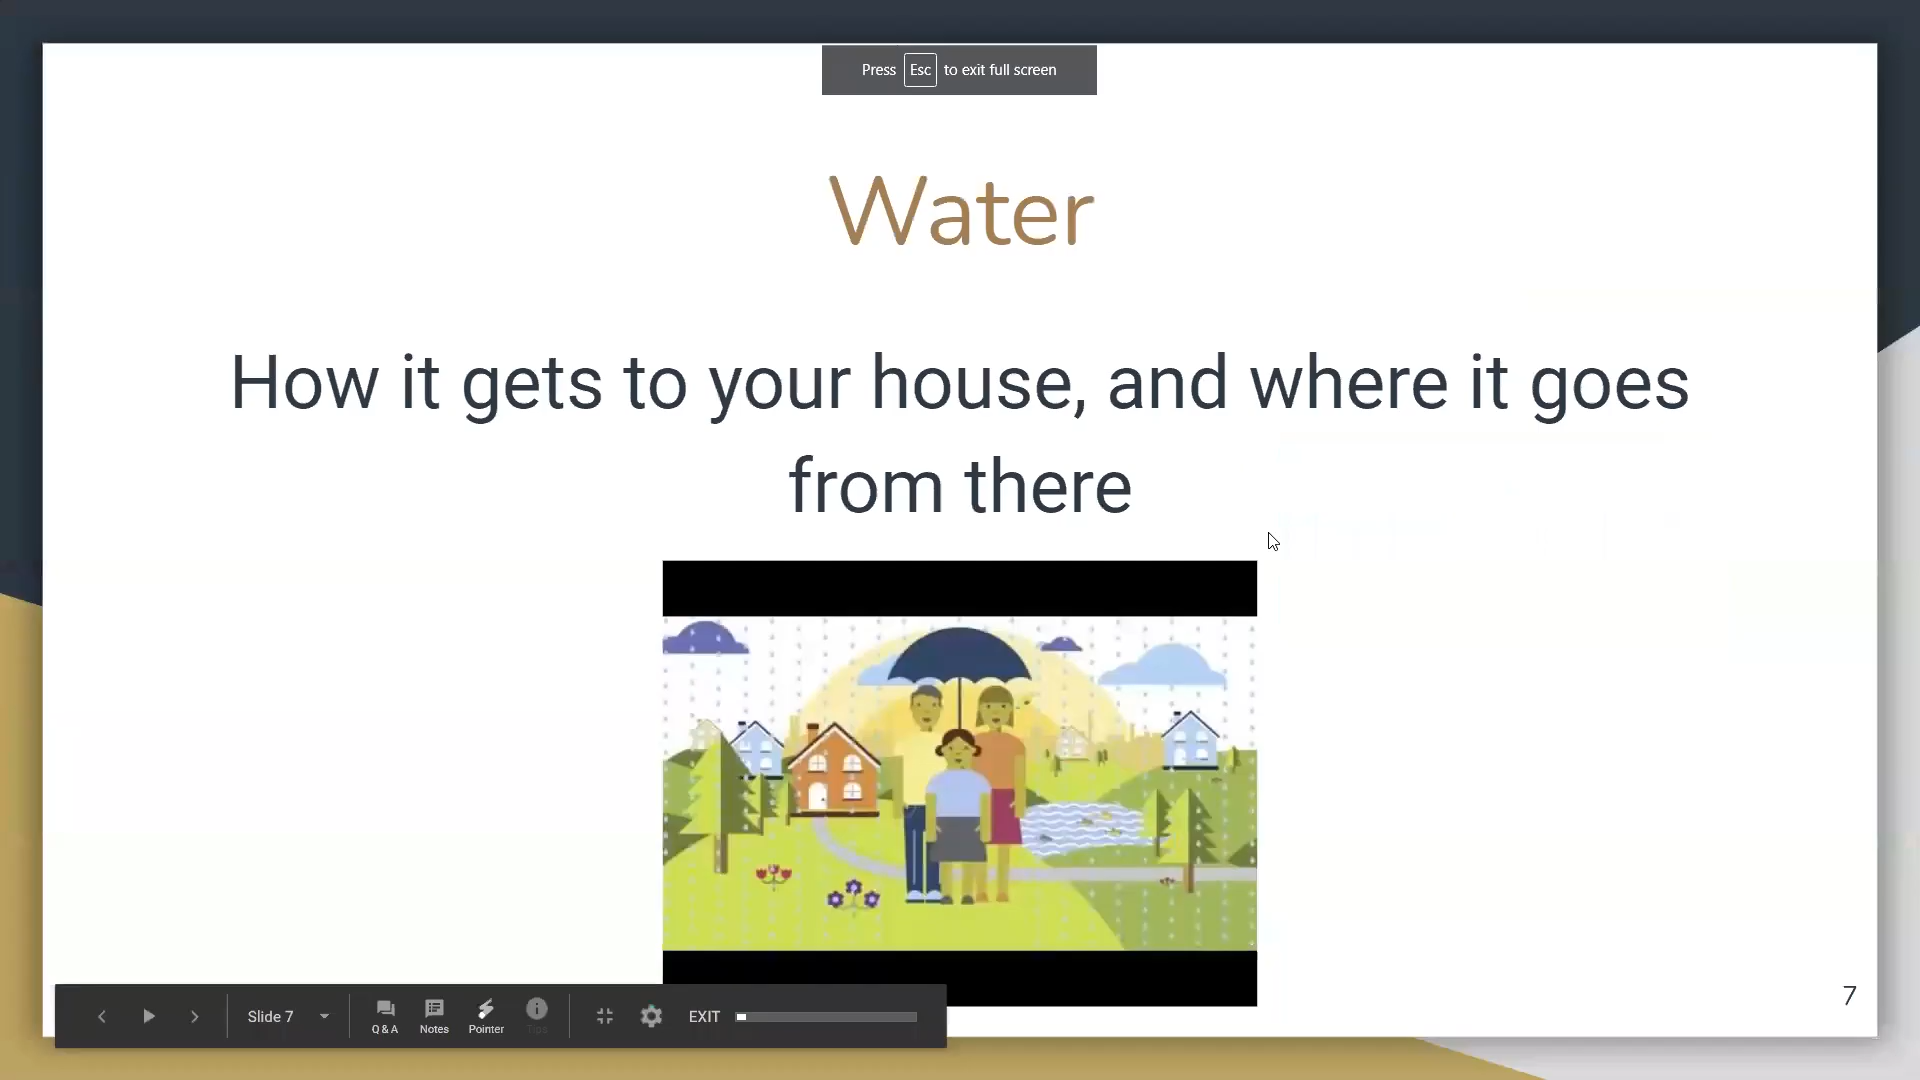 Press Esc to exit full screen
Water
How it gets to your house, and where it goes
from there
7
Slide 7
Q & A
Notes
Pointer
Tips
EXIT